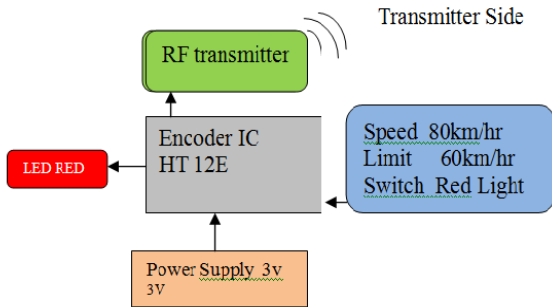 Transmitter Side
RF transmitter
Encoder IC
HT 12E
LED RED
Speed 80km/hr
Limit 60km/hr
Switch Red Light
Power Supply 3v
3V